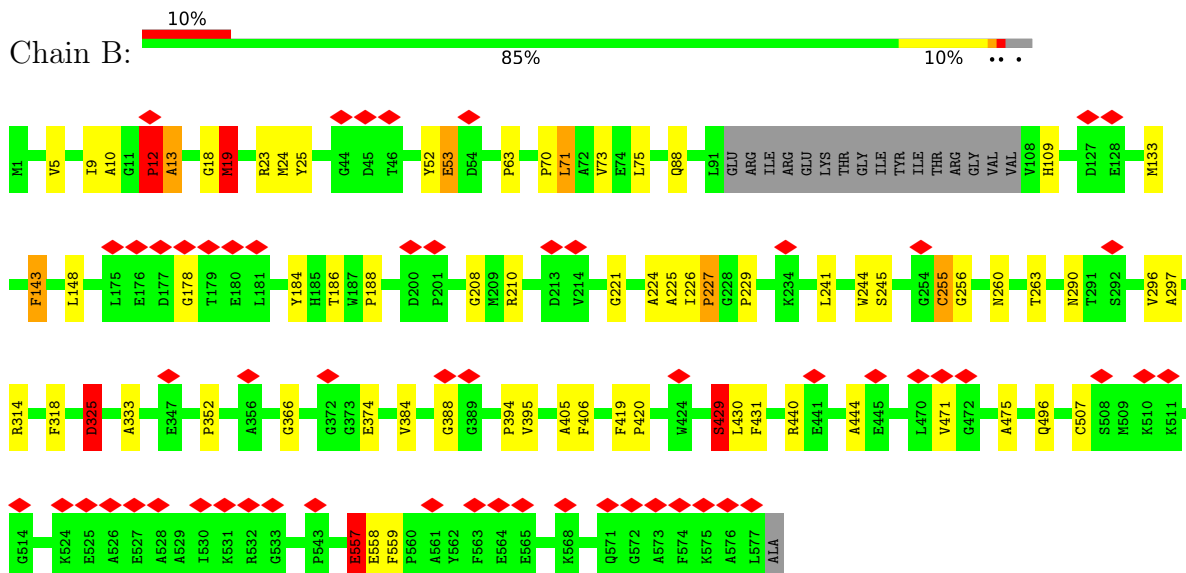 10%
Chain B:
85% 10% •• •
M1 V5 I9 A10 G11 P12 A13 G18 M19 R23 M24 Y25 G44 D45 T46 Y52 E53 D54 P63 P70 L71 A72 V73 E74 L75 Q88 L91 GLU ARG ILE ARG GLU LYS THR GLY ILE TYR ILE THR ARG GLY VAL VAL V108 H109 D127 E128 M133
F143 L148 L175 E176 D177 G178 T179 E180 L181 Y184 H185 T186 W187 P188 D200 P201 G208 M209 R210 D213 V214 G221 A224 A225 I226 P227 G228 P229 K234 L241 W244 S245 G254 C255 G256 N260 T263 N290 T291 S292 V296 A297
R314 F318 D325 A333 E347 P352 A356 G366 G372 G373 E374 V384 G388 G389 P394 V395 A405 F406 F419 P420 W424 S429 L430 F431 R440 E441 A444 E445 L470 V471 G472 A475 Q496 C507 S508 M509 K510 K511
G514 K524 E525 A526 E527 A528 A529 I530 K531 R532 G533 P543 E557 E558 F559 P560 A561 Y562 F563 E564 E565 K568 Q571 G572 A573 F574 K575 A576 L577 ALA